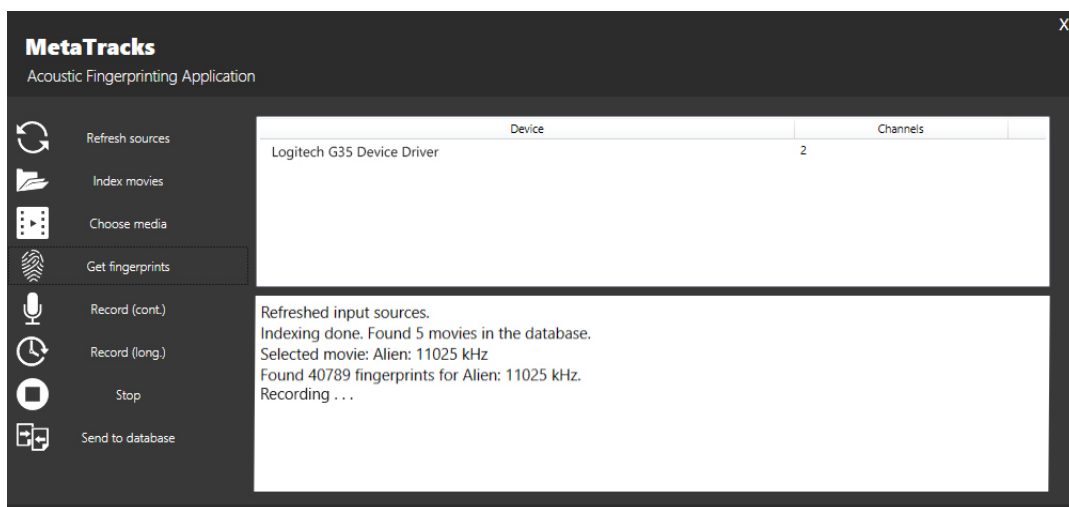 X
MetaTracks
Acoustic Fingerprinting Application
Refresh sources
Index movies
Choose media
Get fingerprints
Record (cont.)
Record (long.)
Stop
Send to database
Device Channels
Logitech G35 Device Driver 2
Refreshed input sources.
Indexing done. Found 5 movies in the database.
Selected movie: Alien: 11025 kHz
Found 40789 fingerprints for Alien: 11025 kHz.
Recording . . .